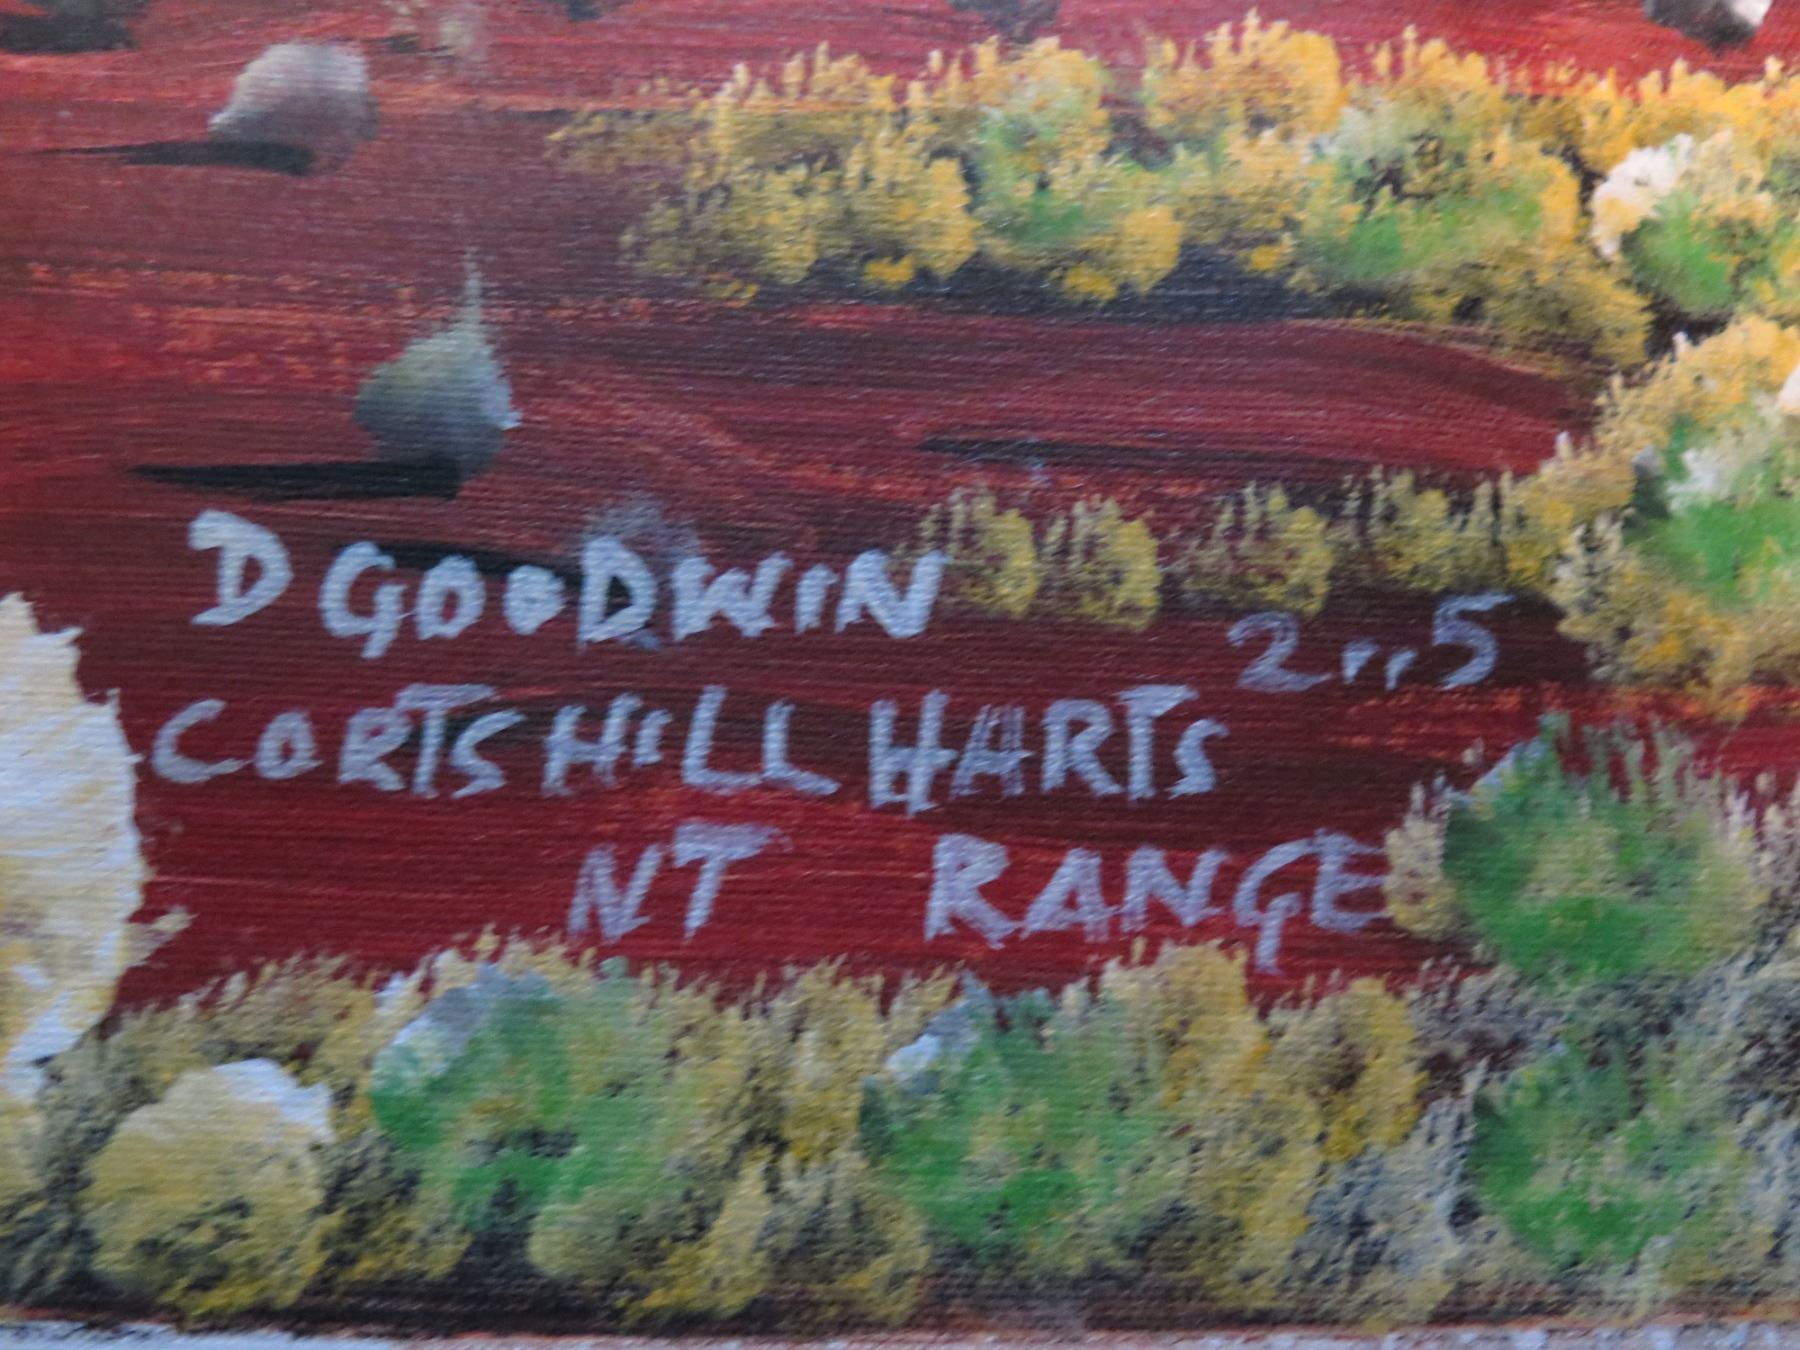 D GOODWIN
2..5
CORTS HILL HARTS
NT RANGE